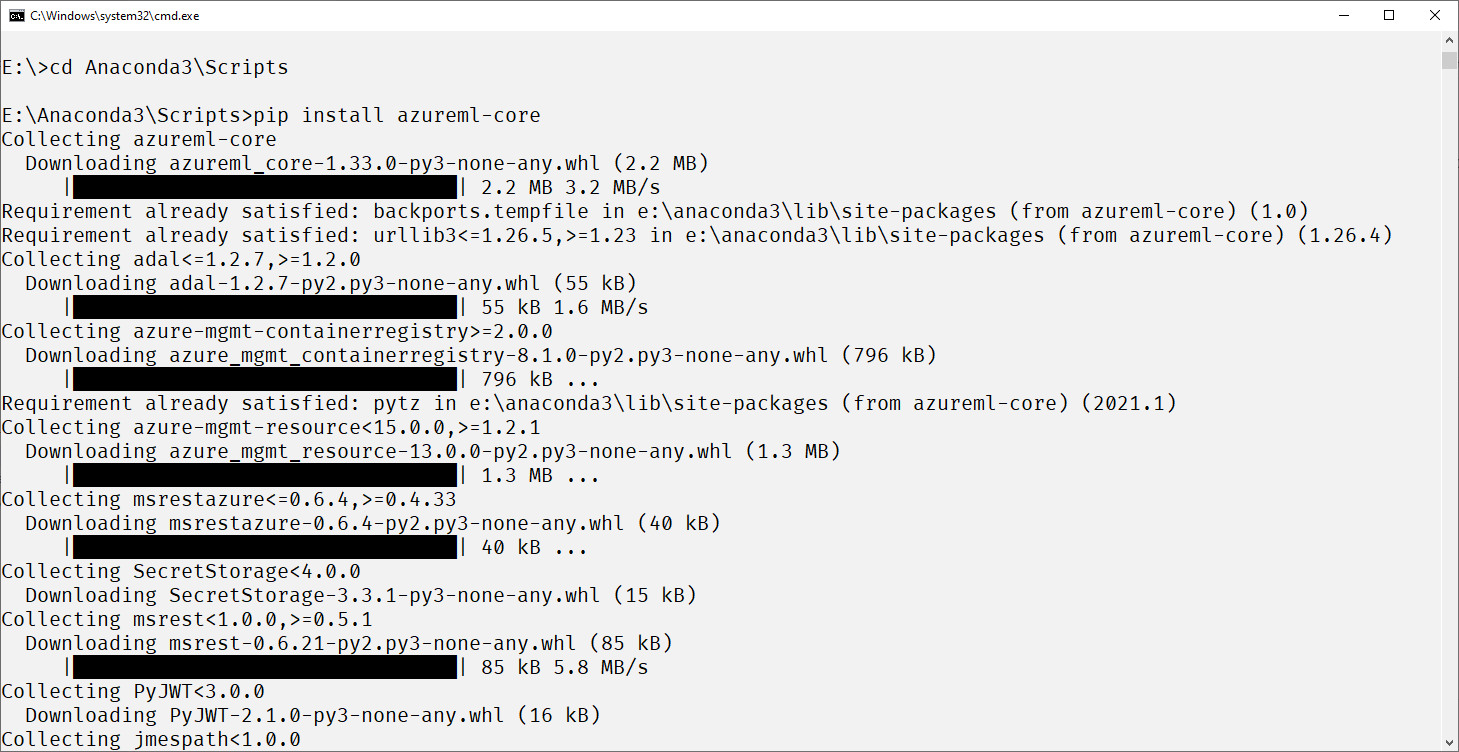 C:\Windows\system32\cmd.exe
E:\>cd Anaconda3\Scripts
E:\Anaconda3\Scripts>pip install azureml-core
Collecting azureml-core
  Downloading azureml_core-1.33.0-py3-none-any.whl (2.2 MB)
     |████████████████████████████████| 2.2 MB 3.2 MB/s
Requirement already satisfied: backports.tempfile in e:\anaconda3\lib\site-packages (from azureml-core) (1.0)
Requirement already satisfied: urllib3<=1.26.5,>=1.23 in e:\anaconda3\lib\site-packages (from azureml-core) (1.26.4)
Collecting adal<=1.2.7,>=1.2.0
  Downloading adal-1.2.7-py2.py3-none-any.whl (55 kB)
     |████████████████████████████████| 55 kB 1.6 MB/s
Collecting azure-mgmt-containerregistry>=2.0.0
  Downloading azure_mgmt_containerregistry-8.1.0-py2.py3-none-any.whl (796 kB)
     |████████████████████████████████| 796 kB ...
Requirement already satisfied: pytz in e:\anaconda3\lib\site-packages (from azureml-core) (2021.1)
Collecting azure-mgmt-resource<15.0.0,>=1.2.1
  Downloading azure_mgmt_resource-13.0.0-py2.py3-none-any.whl (1.3 MB)
     |████████████████████████████████| 1.3 MB ...
Collecting msrestazure<=0.6.4,>=0.4.33
  Downloading msrestazure-0.6.4-py2.py3-none-any.whl (40 kB)
     |████████████████████████████████| 40 kB ...
Collecting SecretStorage<4.0.0
  Downloading SecretStorage-3.3.1-py3-none-any.whl (15 kB)
Collecting msrest<1.0.0,>=0.5.1
  Downloading msrest-0.6.21-py2.py3-none-any.whl (85 kB)
     |████████████████████████████████| 85 kB 5.8 MB/s
Collecting PyJWT<3.0.0
  Downloading PyJWT-2.1.0-py3-none-any.whl (16 kB)
Collecting jmespath<1.0.0